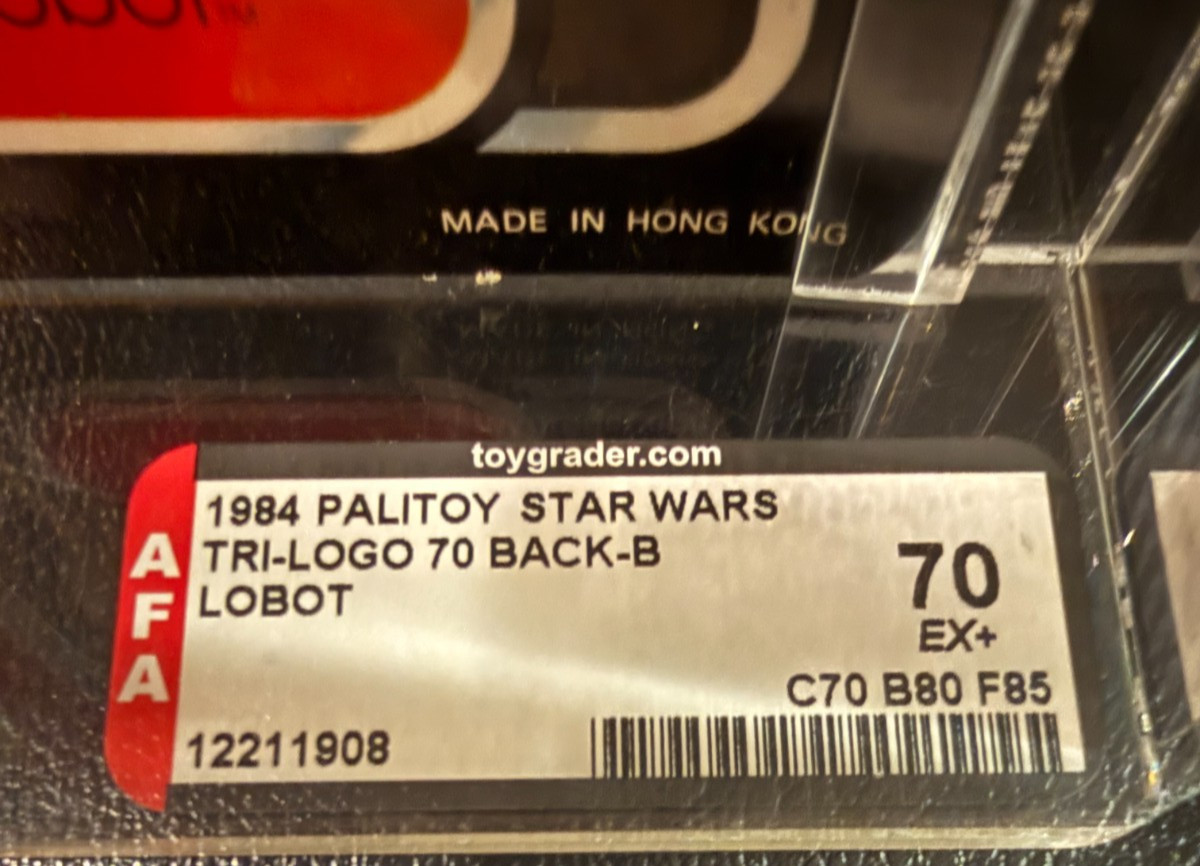 MADE IN HONG KONG
toygrader.com
1984 PALITOY STAR WARS
TRI-LOGO 70 BACK-B
LOBOT
70
EX+
C70 B80 F85
12211908
AFA